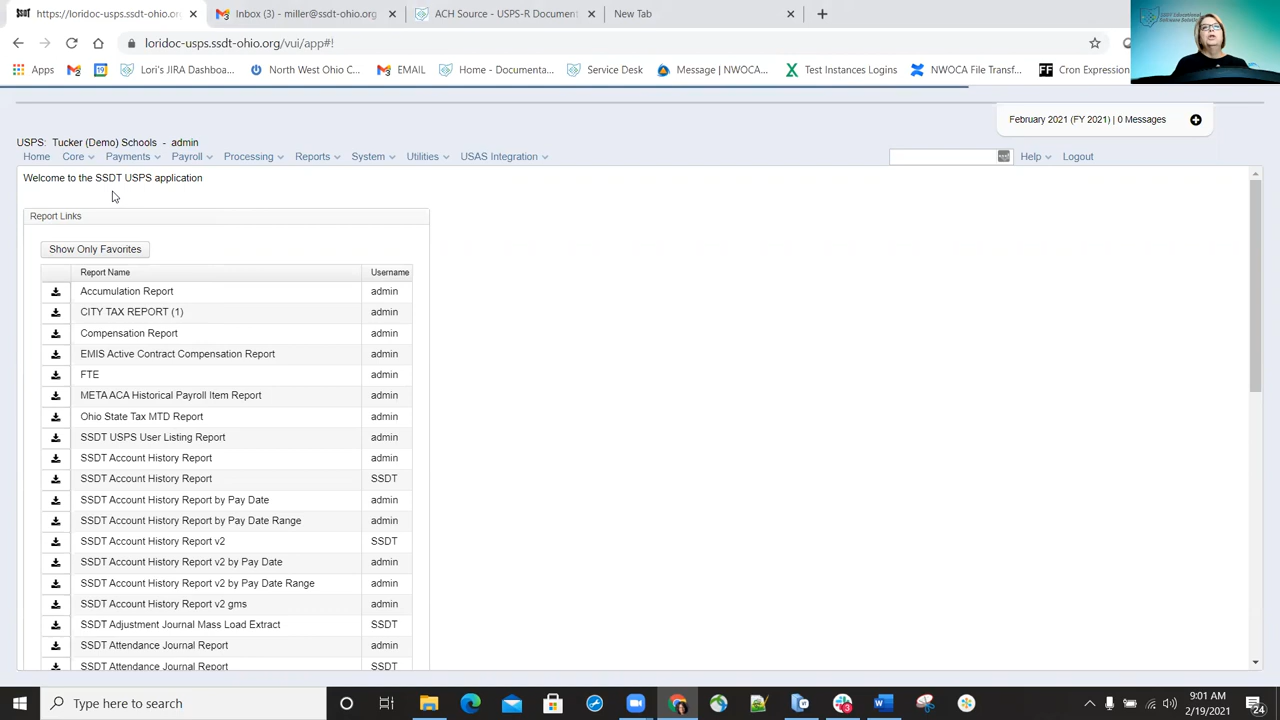 https://loridoc-usps.ssdt-ohio.org
Inbox (3) - miller@ssdt-ohio.org
ACH Source - USPS-R Document
New Tab
loridoc-usps.ssdt-ohio.org/vui/app#!
Apps
Lori's JIRA Dashboa...
North West Ohio C...
EMAIL
Home - Documenta...
Service Desk
Message | NWOCA...
Test Instances Logins
NWOCA File Transf...
FF Cron Expression
February 2021 (FY 2021) | 0 Messages
USPS: Tucker (Demo) Schools - admin
Home Core Payments Payroll Processing Reports System Utilities USAS Integration Help Logout
Welcome to the SSDT USPS application
Report Links
Show Only Favorites
Report Name Username
Accumulation Report admin
CITY TAX REPORT (1) admin
Compensation Report admin
EMIS Active Contract Compensation Report admin
FTE admin
META ACA Historical Payroll Item Report admin
Ohio State Tax MTD Report admin
SSDT USPS User Listing Report admin
SSDT Account History Report admin
SSDT Account History Report SSDT
SSDT Account History Report by Pay Date admin
SSDT Account History Report by Pay Date Range admin
SSDT Account History Report v2 SSDT
SSDT Account History Report v2 by Pay Date admin
SSDT Account History Report v2 by Pay Date Range admin
SSDT Account History Report v2 gms admin
SSDT Adjustment Journal Mass Load Extract SSDT
SSDT Attendance Journal Report admin
SSDT Attendance Journal Report SSDT
Type here to search
9:01 AM
2/19/2021
24